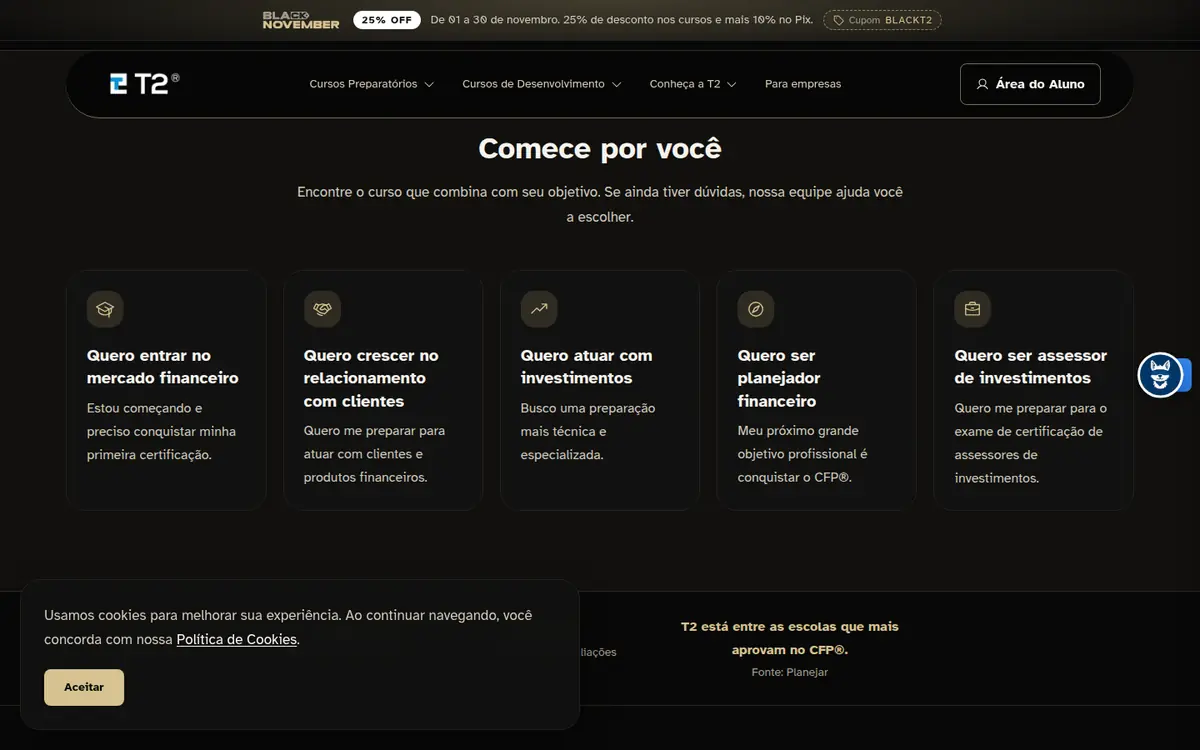 BLACK
NOVEMBER
25% OFF
De 01 a 30 de novembro. 25% de desconto nos cursos e mais 10% no Pix.
Cupom BLACKT2
T2®
Cursos Preparatórios
Cursos de Desenvolvimento
Conheça a T2
Para empresas
Área do Aluno
Comece por você
Encontre o curso que combina com seu objetivo. Se ainda tiver dúvidas, nossa equipe ajuda você
a escolher.
Quero entrar no
mercado financeiro
Estou começando e
preciso conquistar minha
primeira certificação.
Quero crescer no
relacionamento
com clientes
Quero me preparar para
atuar com clientes e
produtos financeiros.
Quero atuar com
investimentos
Busco uma preparação
mais técnica e
especializada.
Quero ser
planejador
financeiro
Meu próximo grande
objetivo profissional é
conquistar o CFP®.
Quero ser assessor
de investimentos
Quero me preparar para o
exame de certificação de
assessores de
investimentos.
Usamos cookies para melhorar sua experiência. Ao continuar navegando, você
concorda com nossa Política de Cookies.
Aceitar
liações
T2 está entre as escolas que mais
aprovam no CFP®.
Fonte: Planejar